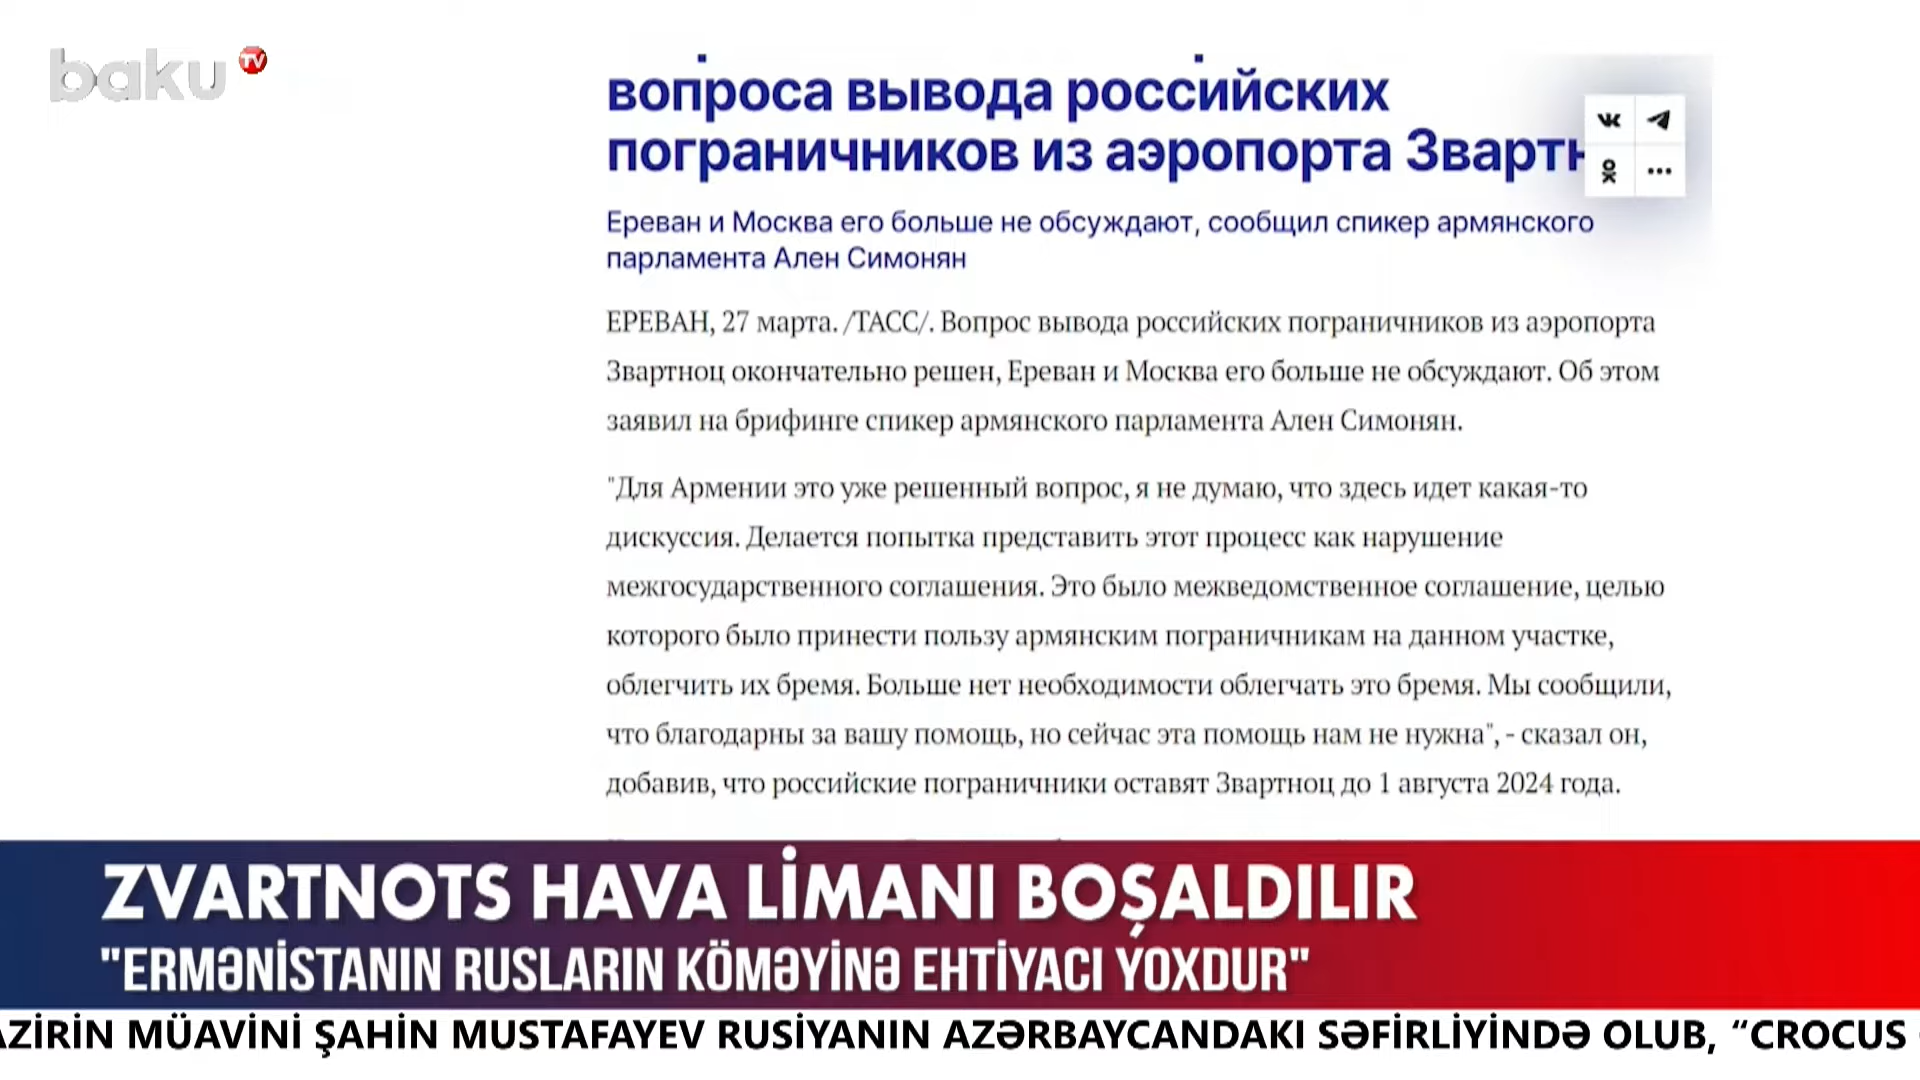 baku TV
вопроса вывода российских
пограничников из аэропорта
Ереван и Москва его больше не обсуждают, сообщил спикер армянского
парламента Ален Симонян
ЕРЕВАН, 27 марта. /ТАСС/. Вопрос вывода российских пограничников из аэропорта
Звартноц окончательно решен, Ереван и Москва его больше не обсуждают. Об этом
заявил на брифинге спикер армянского парламента Ален Симонян.
"Для Армении это уже решенный вопрос, я не думаю, что здесь идет какая-то
дискуссия. Делается попытка представить этот процесс как нарушение
межгосударственного соглашения. Это было межведомственное соглашение, целью
которого было принести пользу армянским пограничникам на данном участке,
облегчить их бремя. Больше нет необходимости облегчать это бремя. Мы сообщили,
что благодарны за вашу помощь, но сейчас эта помощь нам не нужна", - сказал он,
добавив, что российские пограничники оставят Звартноц до 1 августа 2024 года.
ZVARTNOTS HAVA LİMANI BOŞALDILIR
"ERMƏNİSTANIN RUSLARIN KÖMƏYİNƏ EHTİYACI YOXDUR"
AZİRİN MÜAVİNİ ŞAHİN MUSTAFAYEV RUSİYANIN AZƏRBAYCANDAKI SƏFİRLİYİNDƏ OLUB, “CROCUS